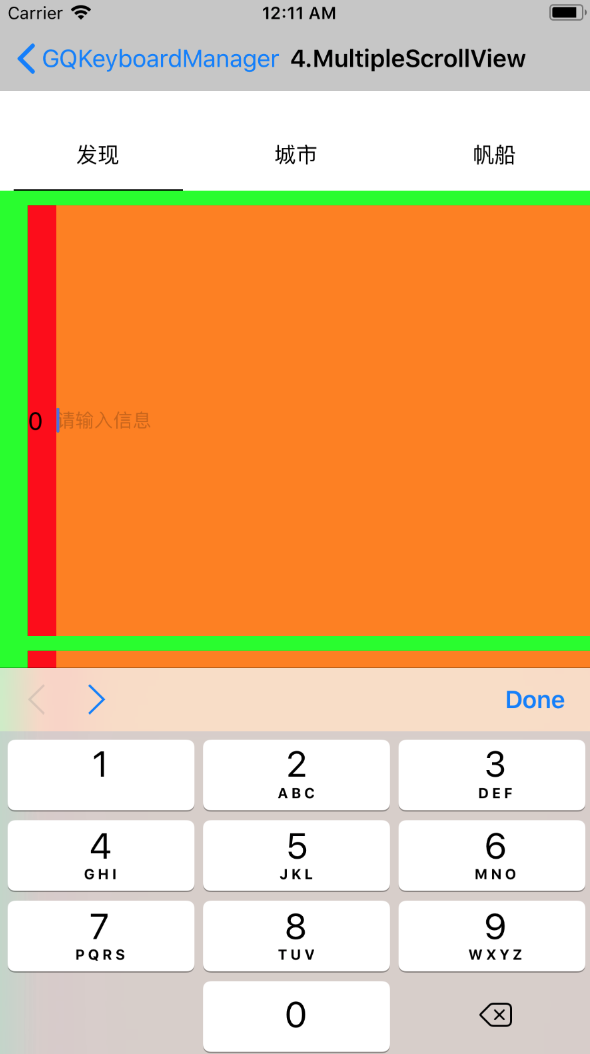 Carrier 12:11 AM
GQKeyboardManager 4.MultipleScrollView
发现 城市 帆船
0 请输入信息
Done
1 2 3
ABC DEF
4 5 6
GHI JKL MNO
7 8 9
PQRS TUV WXYZ
0